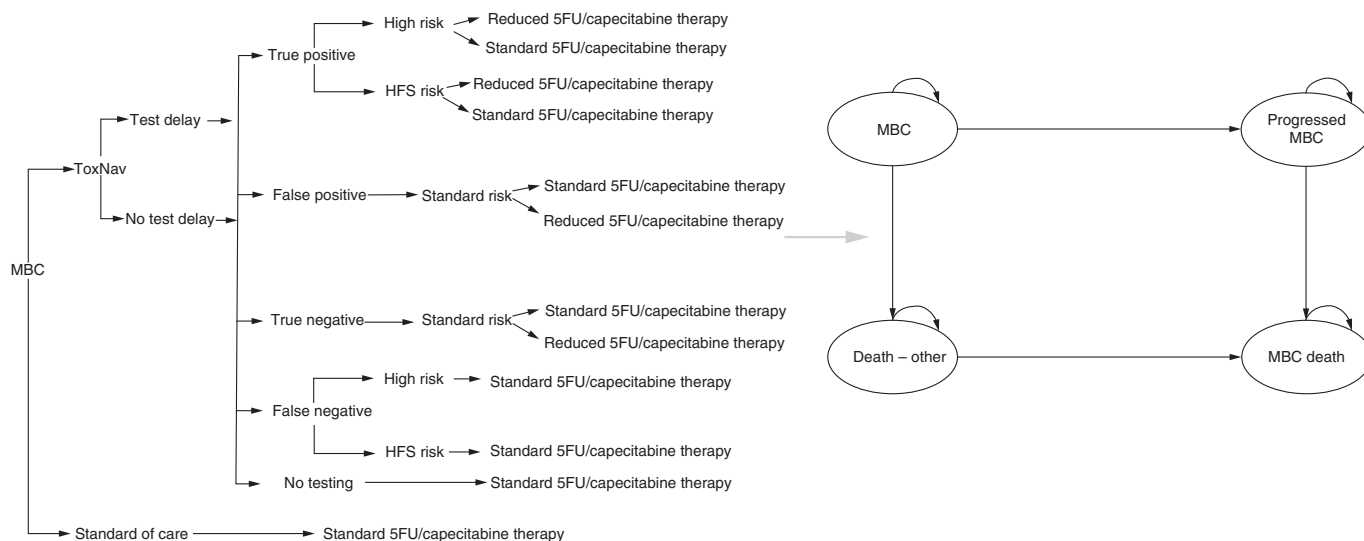 High risk
Reduced 5FU/capecitabine therapy
Standard 5FU/capecitabine therapy
True positive
HFS risk
Reduced 5FU/capecitabine therapy
Standard 5FU/capecitabine therapy
Test delay
ToxNav
No test delay
False positive
Standard risk
Standard 5FU/capecitabine therapy
Reduced 5FU/capecitabine therapy
MBC
True negative
Standard risk
Standard 5FU/capecitabine therapy
Reduced 5FU/capecitabine therapy
High risk
Standard 5FU/capecitabine therapy
False negative
HFS risk
Standard 5FU/capecitabine therapy
No testing
Standard 5FU/capecitabine therapy
Standard of care
Standard 5FU/capecitabine therapy
MBC
Progressed
MBC
Death – other
MBC death